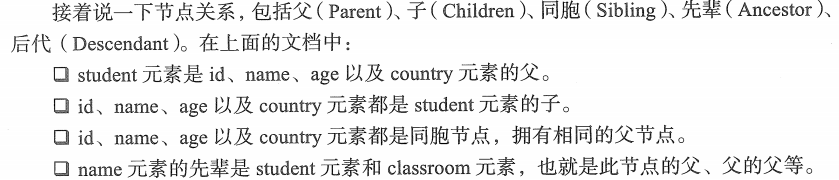 接着说一下节点关系，包括父（Parent）、子（Children）、同胞（Sibling）、先辈（Ancestor）、
后代（Descendant）。在上面的文档中：
❑ student 元素是 id、name、age 以及 country 元素的父。
❑ id、name、age 以及 country 元素都是 student 元素的子。
❑ id、name、age 以及 country 元素都是同胞节点，拥有相同的父节点。
❑ name 元素的先辈是 student 元素和 classroom 元素，也就是此节点的父、父的父等。